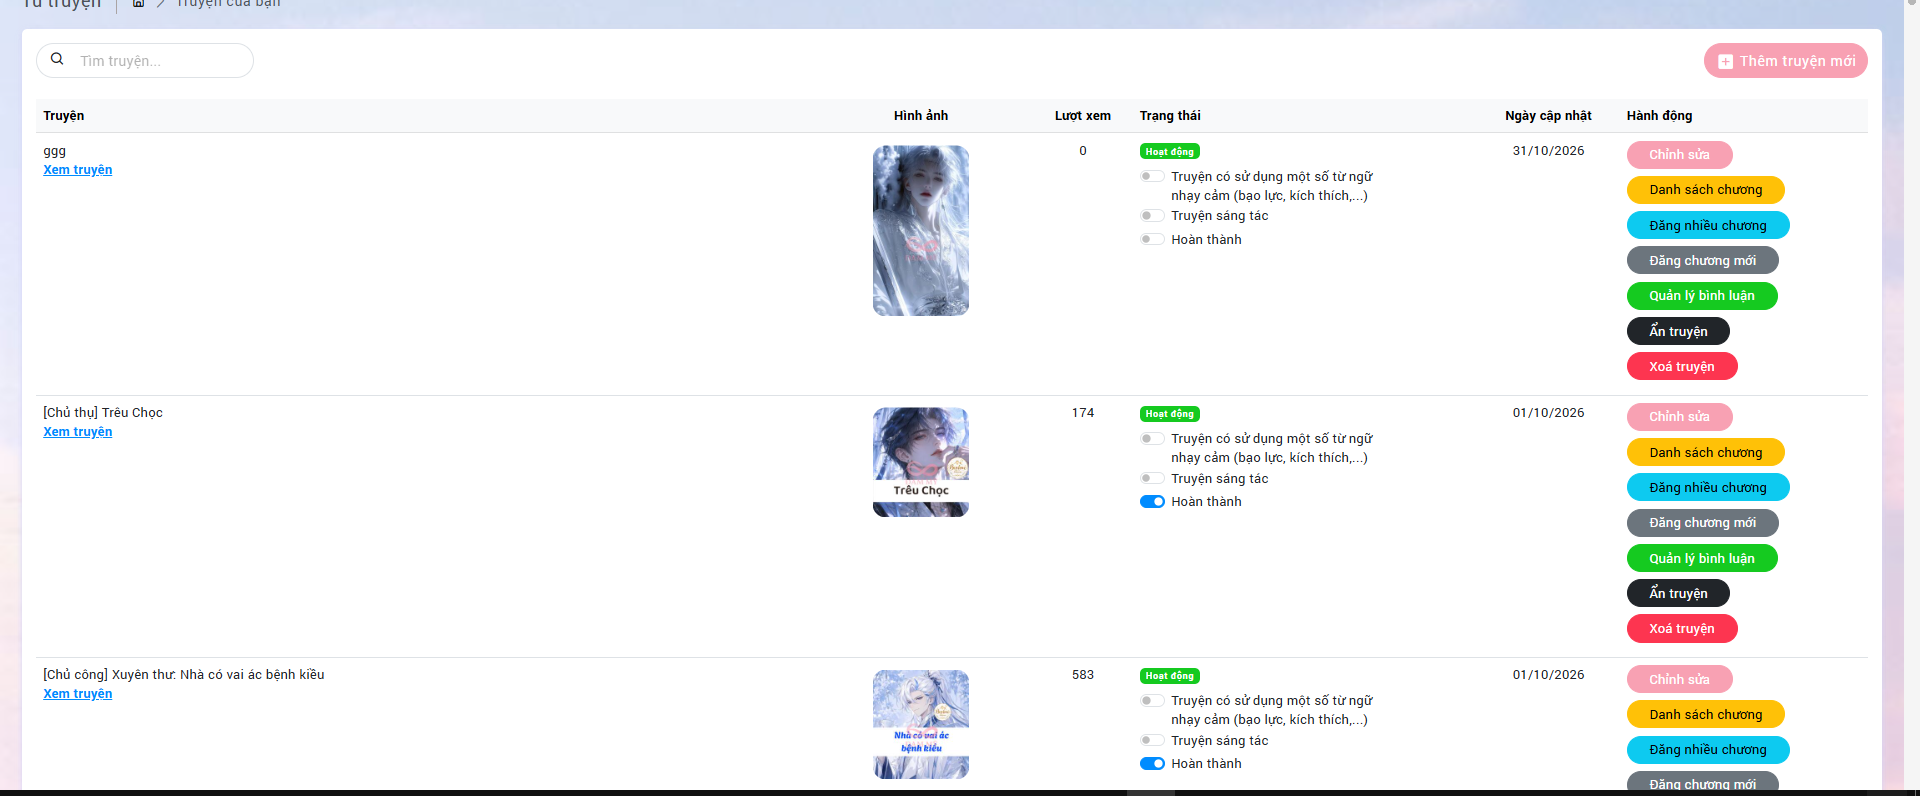 Tủ truyện
Truyện của bạn
Tìm truyện...
Thêm truyện mới
Truyện
Hình ảnh
Lượt xem
Trạng thái
Ngày cập nhật
Hành động
ggg
Xem truyện
0
Hoạt động
Truyện có sử dụng một số từ ngữ
nhạy cảm (bạo lực, kích thích,...)
Truyện sáng tác
Hoàn thành
31/10/2026
Chỉnh sửa
Danh sách chương
Đăng nhiều chương
Đăng chương mới
Quản lý bình luận
Ẩn truyện
Xoá truyện
[Chủ thụ] Trêu Chọc
Xem truyện
Trêu Chọc
174
Hoạt động
Truyện có sử dụng một số từ ngữ
nhạy cảm (bạo lực, kích thích,...)
Truyện sáng tác
Hoàn thành
01/10/2026
Chỉnh sửa
Danh sách chương
Đăng nhiều chương
Đăng chương mới
Quản lý bình luận
Ẩn truyện
Xoá truyện
[Chủ công] Xuyên thư: Nhà có vai ác bệnh kiều
Xem truyện
Nhà có vai ác
bệnh kiều
583
Hoạt động
Truyện có sử dụng một số từ ngữ
nhạy cảm (bạo lực, kích thích,...)
Truyện sáng tác
Hoàn thành
01/10/2026
Chỉnh sửa
Danh sách chương
Đăng nhiều chương
Đăng chương mới